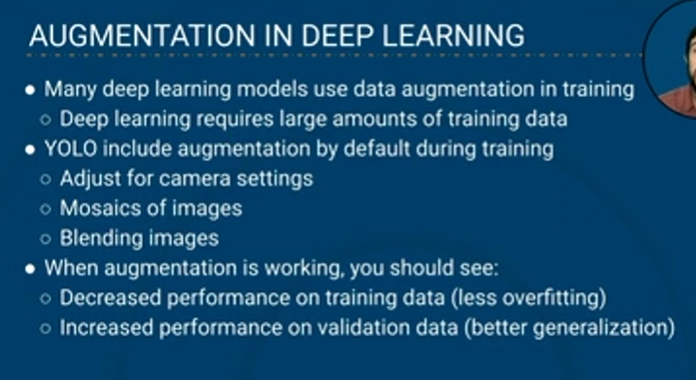 AUGMENTATION IN DEEP LEARNING
● Many deep learning models use data augmentation in training
○ Deep learning requires large amounts of training data
● YOLO include augmentation by default during training
○ Adjust for camera settings
○ Mosaics of images
○ Blending images
● When augmentation is working, you should see:
○ Decreased performance on training data (less overfitting)
○ Increased performance on validation data (better generalization)